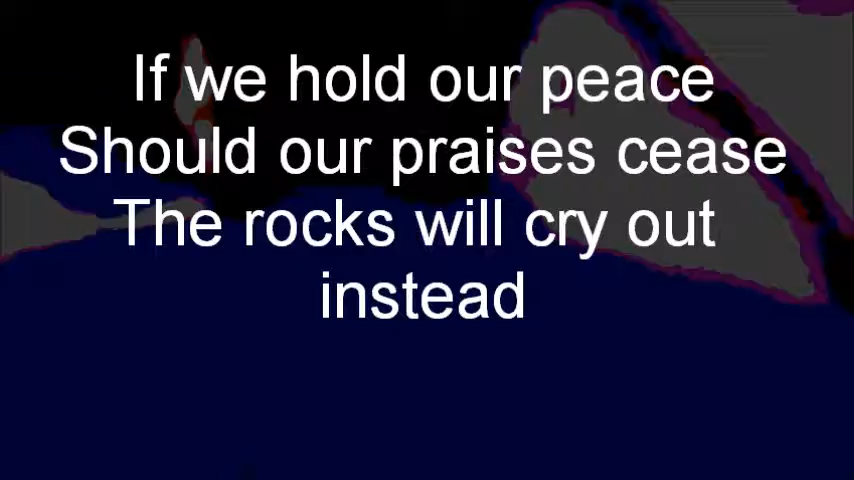 If we hold our peace
Should our praises cease
The rocks will cry out
instead